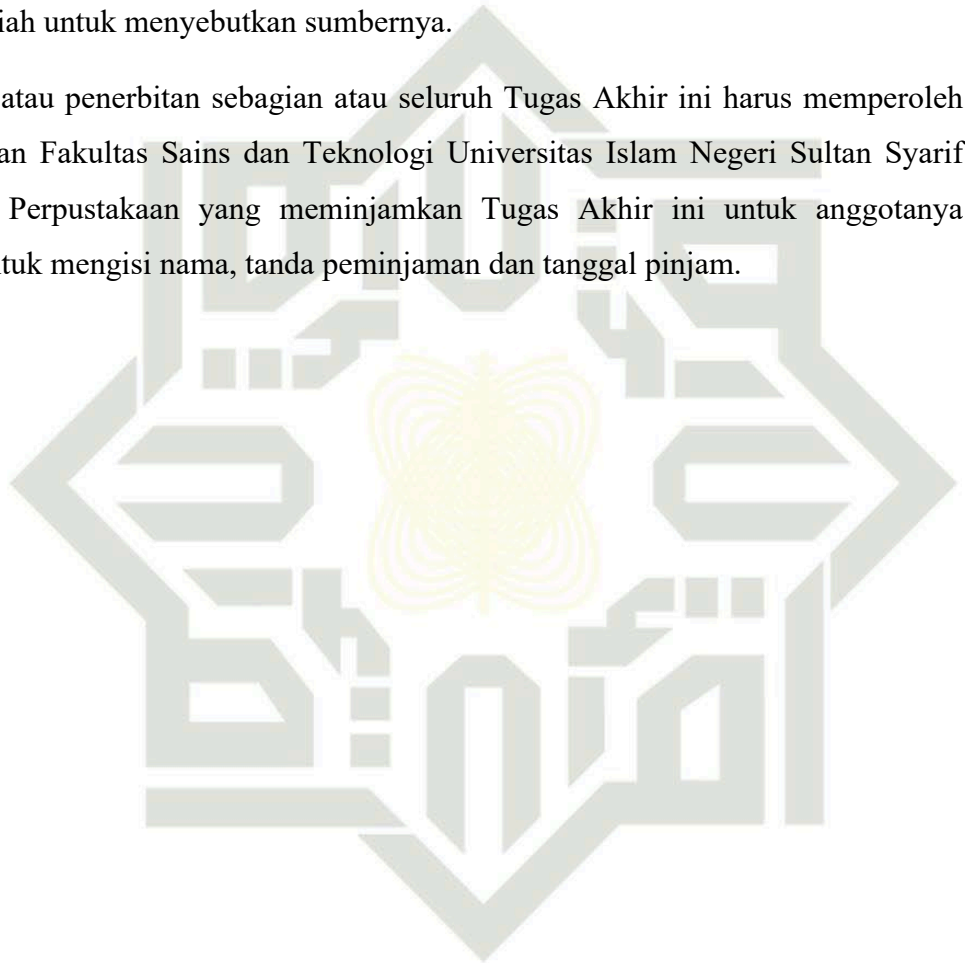 iah untuk menyebutkan sumbernya.
atau penerbitan sebagian atau seluruh Tugas Akhir ini harus memperoleh
an Fakultas Sains dan Teknologi Universitas Islam Negeri Sultan Syarif
Perpustakaan yang meminjamkan Tugas Akhir ini untuk anggotanya
tuk mengisi nama, tanda peminjaman dan tanggal pinjam.